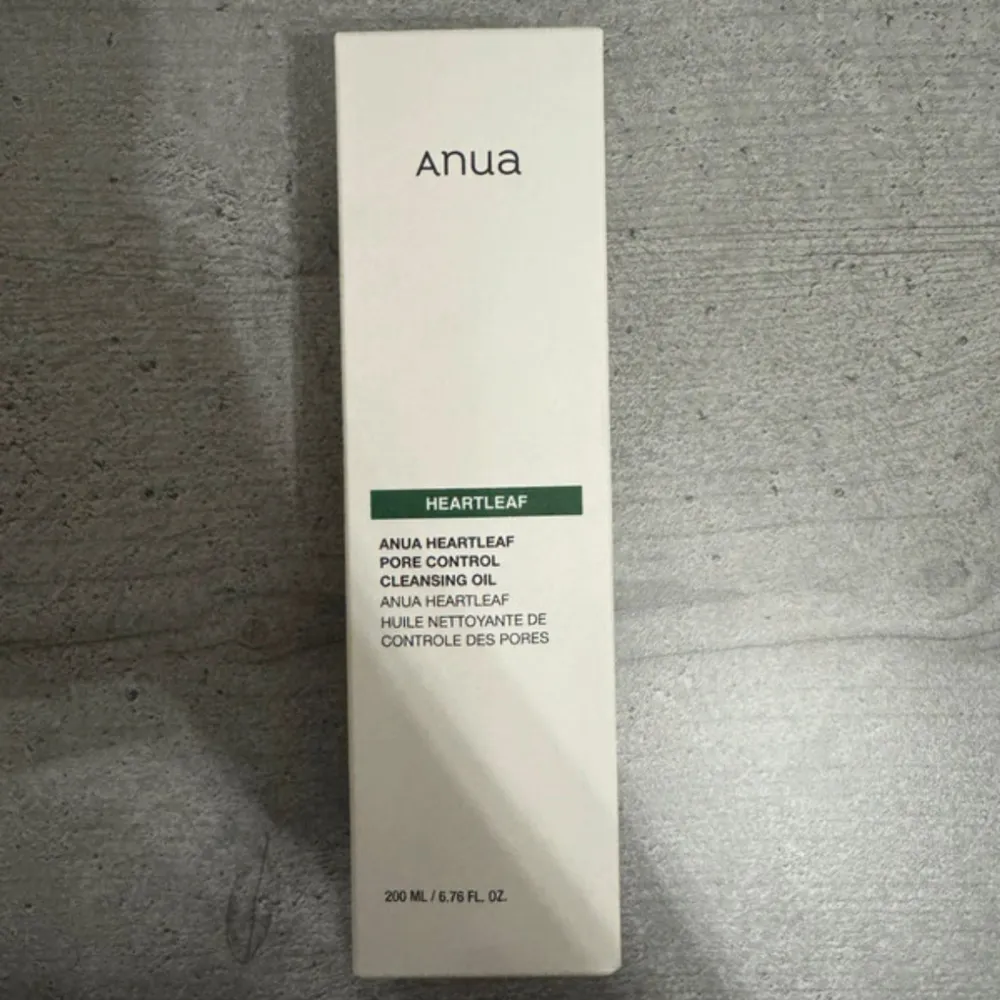 Anua
HEARTLEAF
ANUA HEARTLEAF
PORE CONTROL
CLEANSING OIL
ANUA HEARTLEAF
HUILE NETTOYANTE DE
CONTROLE DES PORES
200 ML / 6.76 FL. OZ.